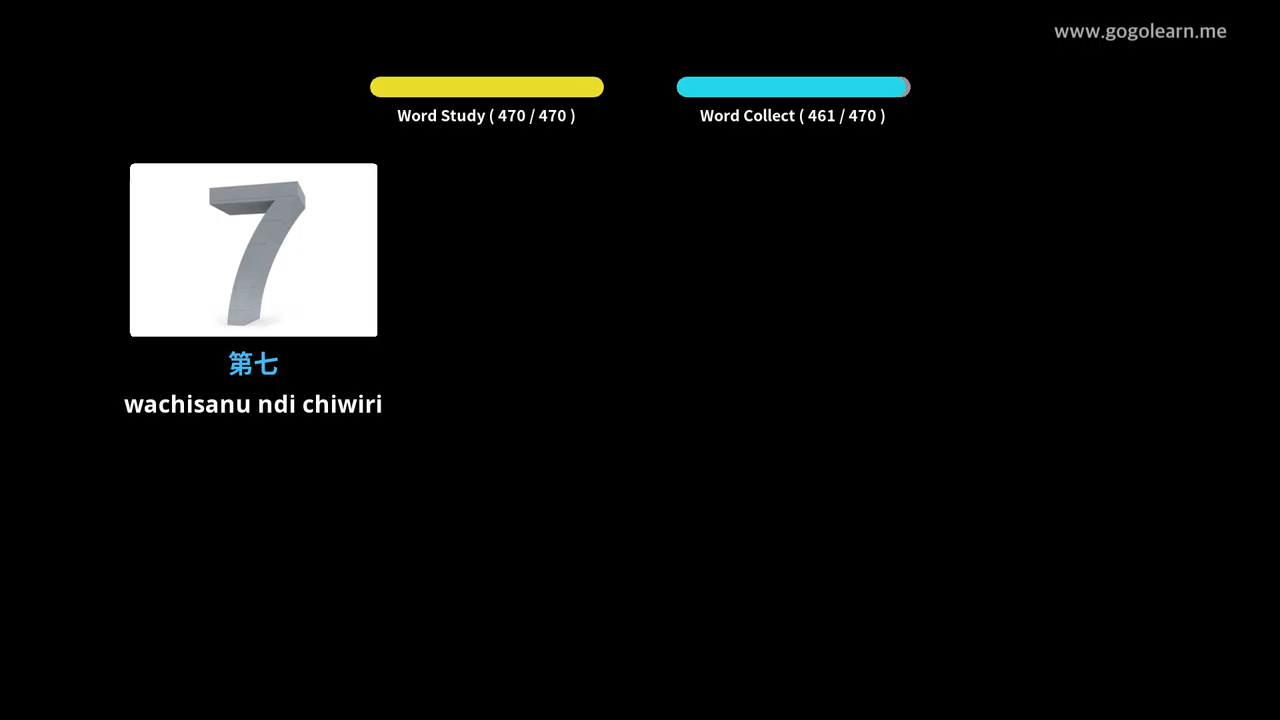 www.gogolearn.me
Word Study ( 470 / 470 )
Word Collect ( 461 / 470 )
7
第七
wachisanu ndi chiwiri